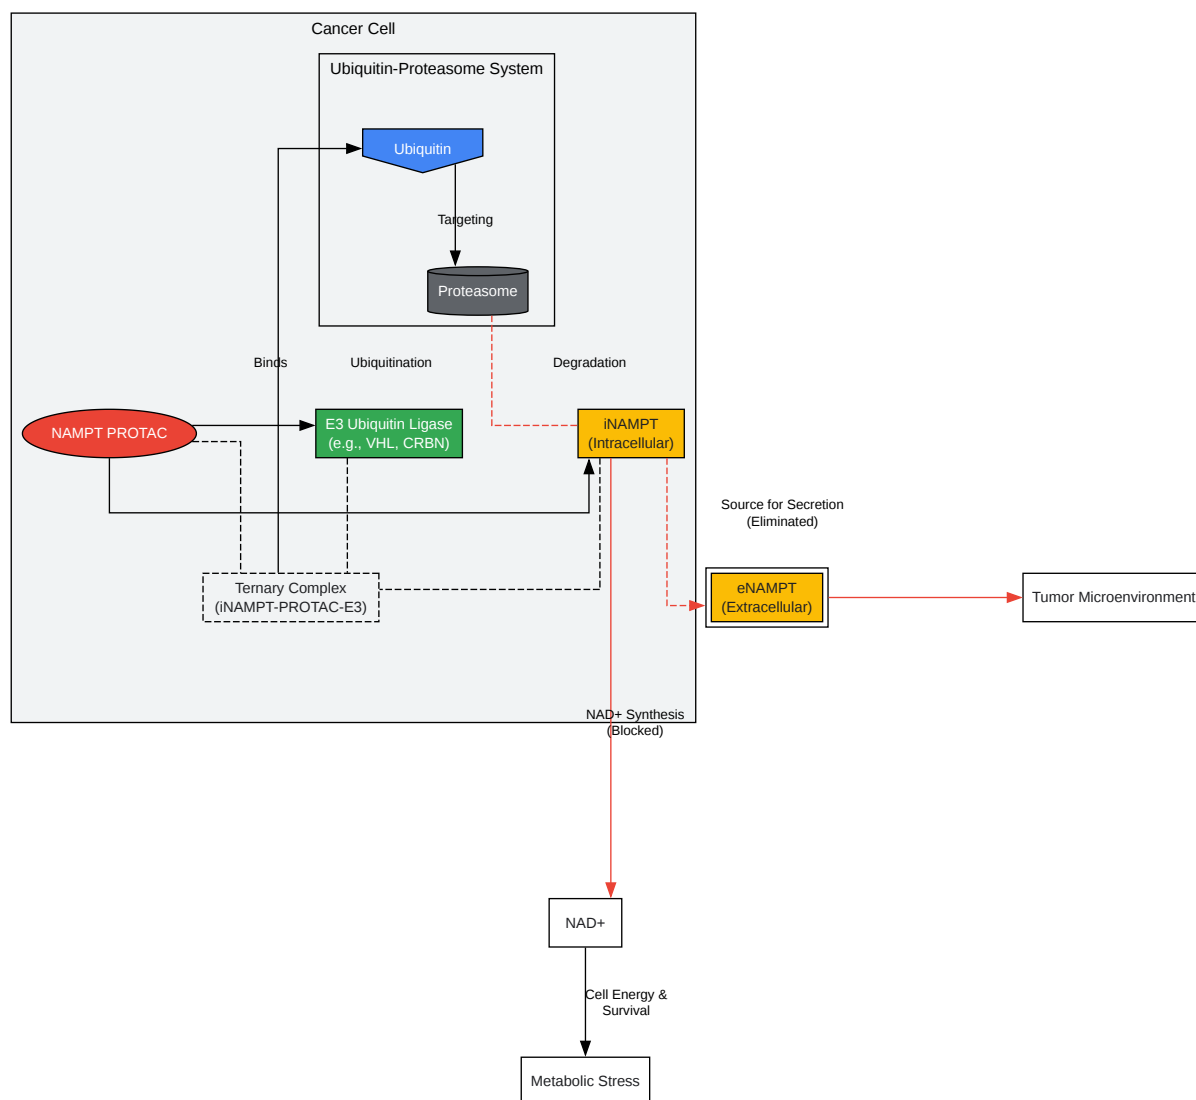 Cancer Cell
Ubiquitin-Proteasome System
Ubiquitin
Targeting
Proteasome
Binds
Ubiquitination
Degradation
NAMPT PROTAC
E3 Ubiquitin Ligase
(e.g., VHL, CRBN)
iNAMPT
(Intracellular)
Source for Secretion
(Eliminated)
Ternary Complex
(iNAMPT-PROTAC-E3)
eNAMPT
(Extracellular)
Tumor Microenvironment
NAD+ Synthesis
(Blocked)
NAD+
Cell Energy &
Survival
Metabolic Stress